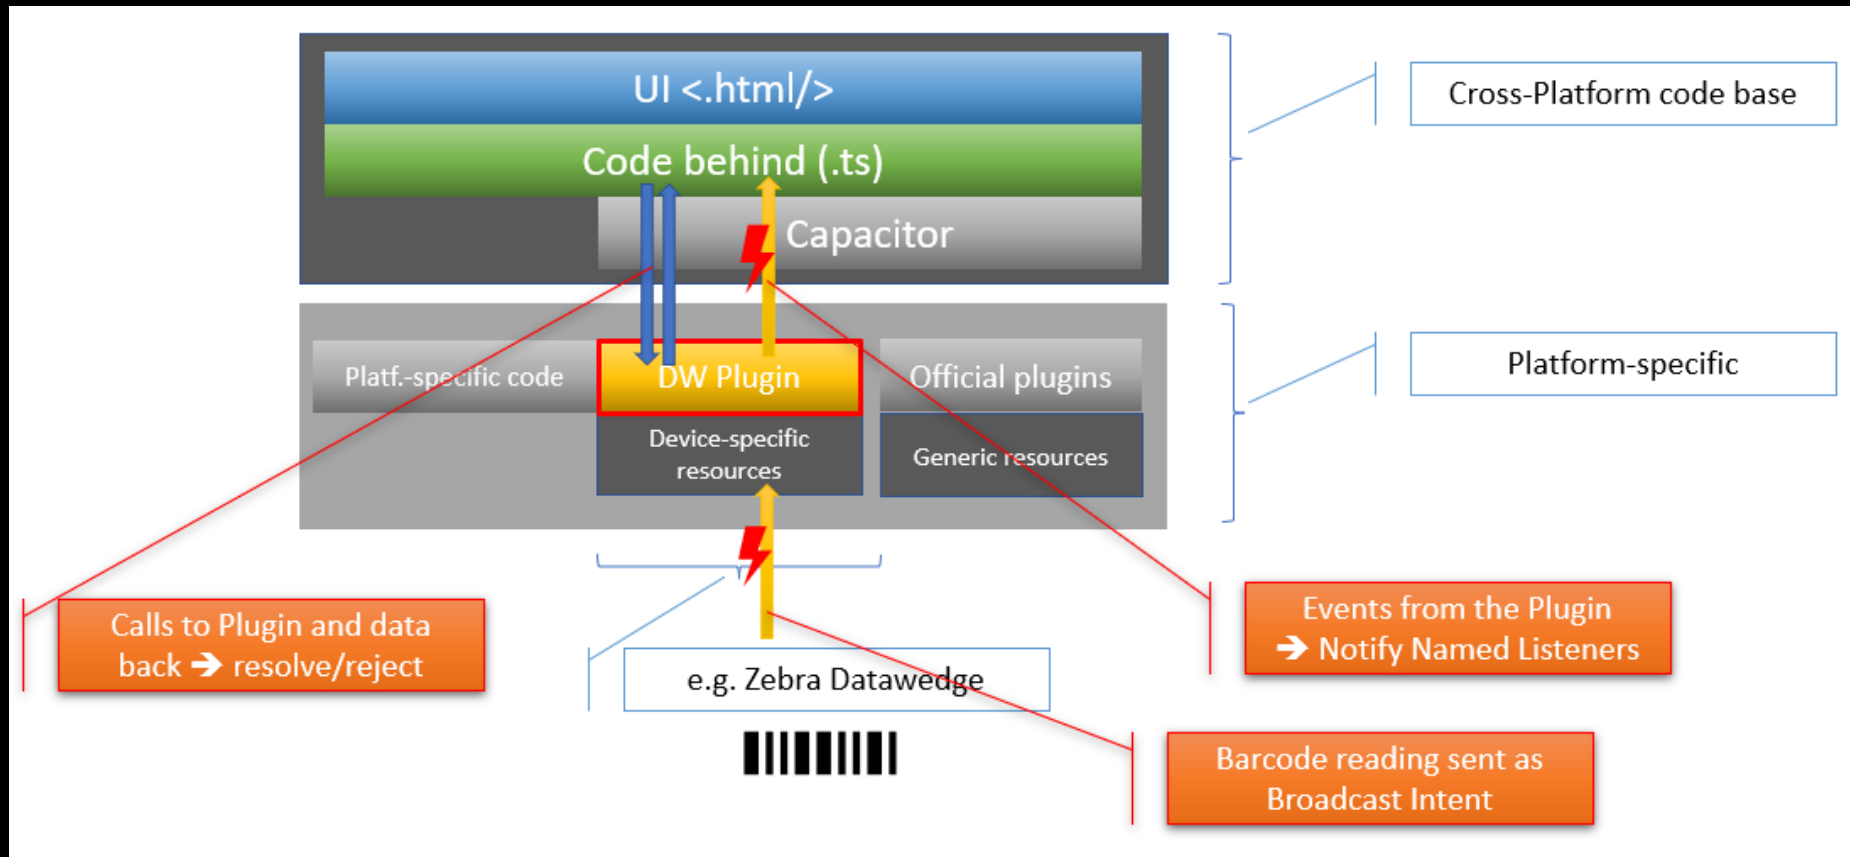 UI <.html/>
Cross-Platform code base
Code behind (.ts)
Capacitor
Platf.-specific code
DW Plugin
Official plugins
Platform-specific
Device-specific
resources
Generic resources
Calls to Plugin and data
back ➔ resolve/reject
Events from the Plugin
➔ Notify Named Listeners
e.g. Zebra Datawedge
Barcode reading sent as
Broadcast Intent